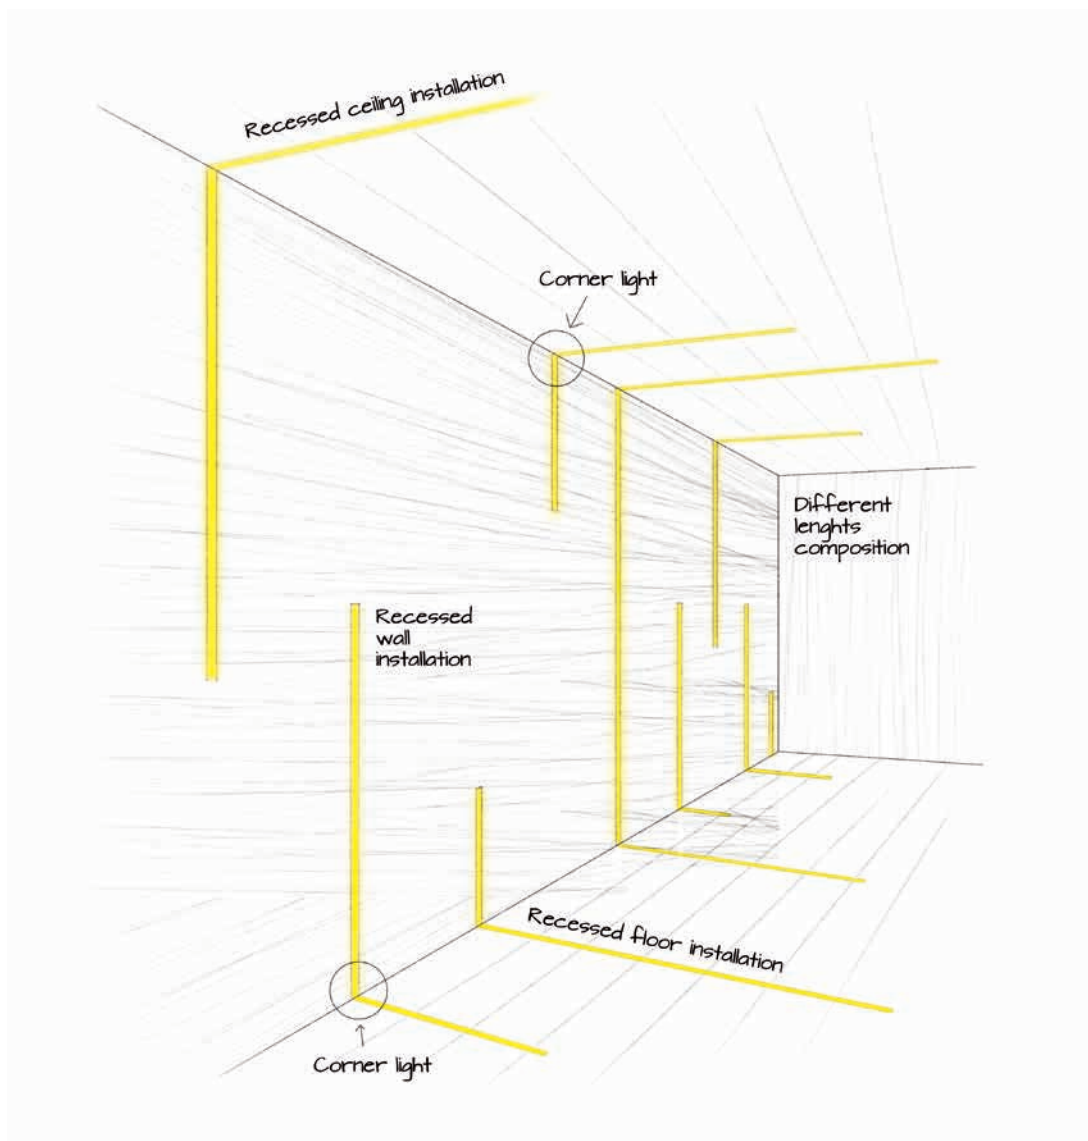 Recessed ceiling installation
Corner light
Different
lenghts
composition
Recessed
wall
installation
Recessed floor installation
Corner light